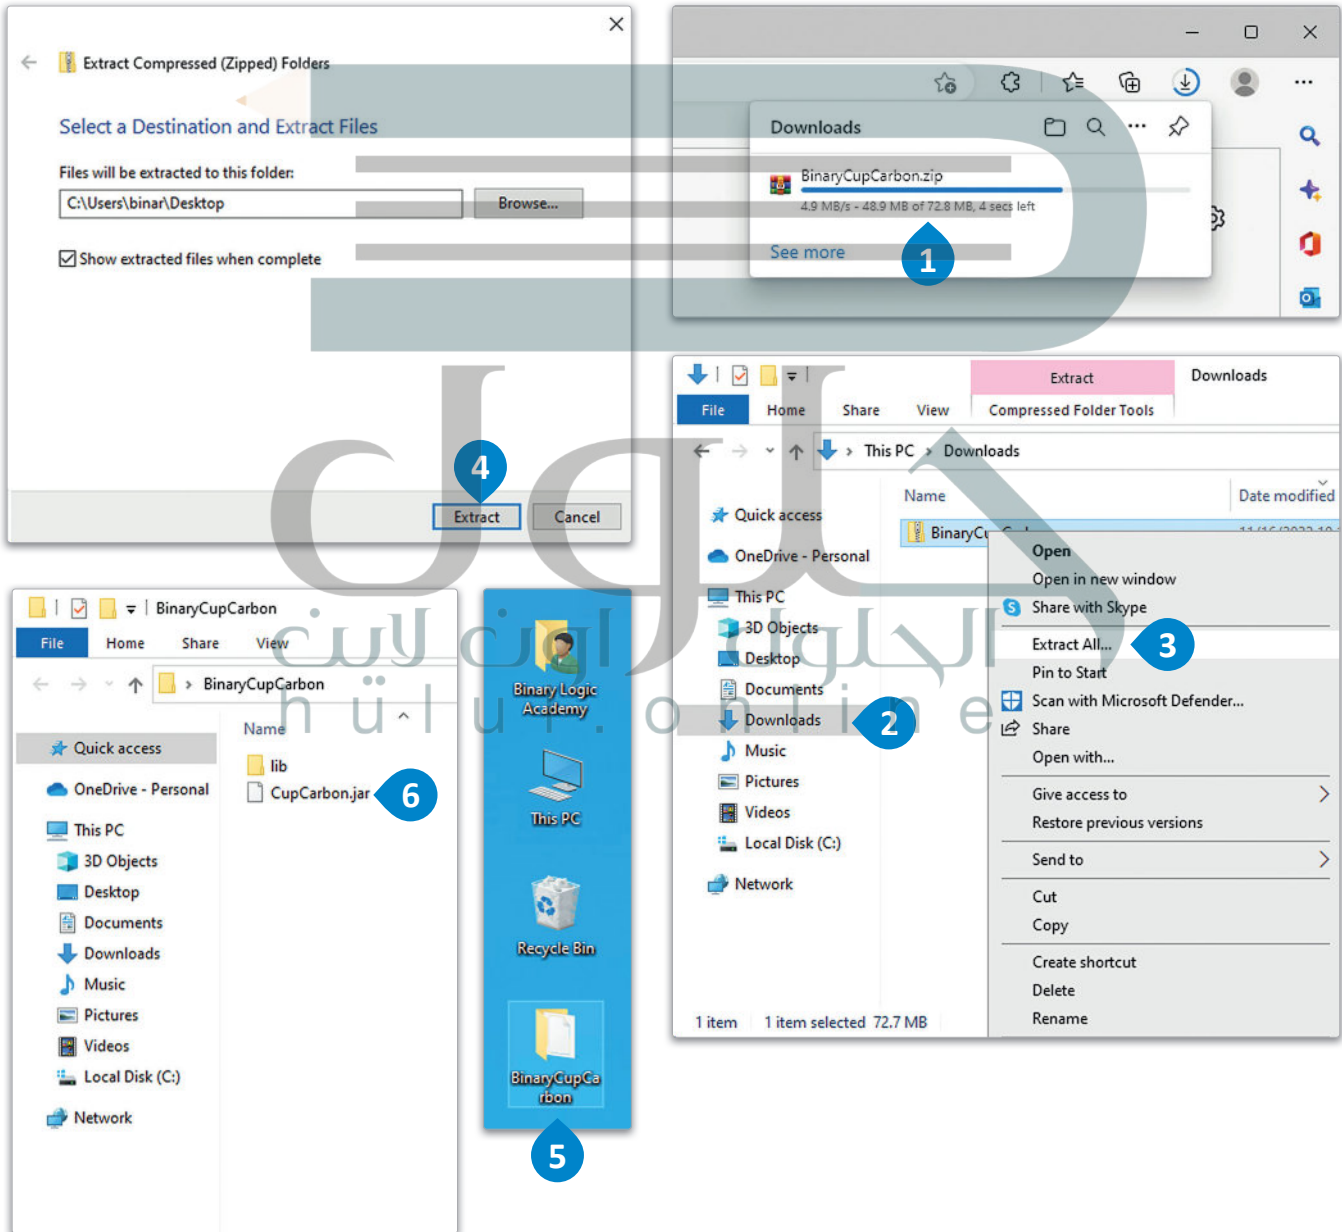 Extract Compressed (Zipped) Folders
Select a Destination and Extract Files
Files will be extracted to this folder:
C:\Users\binar\Desktop
Browse...
Show extracted files when complete
4
Extract
Cancel
Downloads
BinaryCupCarbon.zip
4.9 MB/s - 48.9 MB of 72.8 MB, 4 secs left
See more
1
Extract
Downloads
File
Home
Share
View
Compressed Folder Tools
This PC > Downloads
Name
Date modified
Quick access
OneDrive - Personal
This PC
3D Objects
Desktop
Documents
Downloads
2
Music
Pictures
Videos
Local Disk (C:)
Network
Open
Open in new window
Share with Skype
Extract All...
3
Pin to Start
Scan with Microsoft Defender...
Share
Open with...
Give access to
Restore previous versions
Send to
Cut
Copy
Create shortcut
Delete
Rename
1 item
1 item selected 72.7 MB
BinaryCupCarbon
File
Home
Share
View
BinaryCupCarbon
Name
lib
CupCarbon.jar
6
Quick access
OneDrive - Personal
This PC
3D Objects
Desktop
Documents
Downloads
Music
Pictures
Videos
Local Disk (C:)
Network
Binary Logic
Academy
This PC
Recycle Bin
BinaryCupCa
rbon
5
حلول
الحلول اون لاين
hülul.online